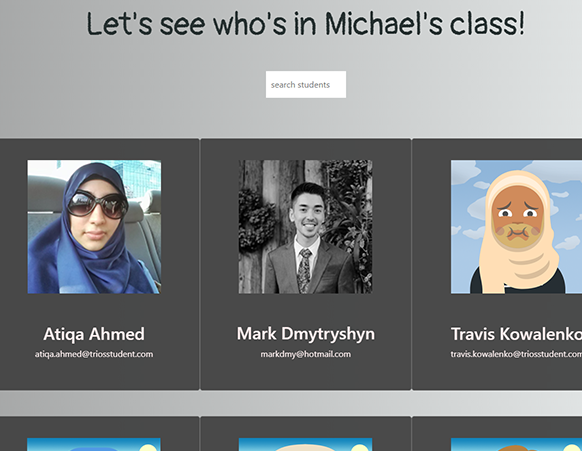 Let's see who's in Michael's class!
search students
Atiqa Ahmed
atiqa.ahmed@triosstudent.com
Mark Dmytryshyn
markdmy@hotmail.com
Travis Kowalenko
travis.kowalenko@triosstudent.com